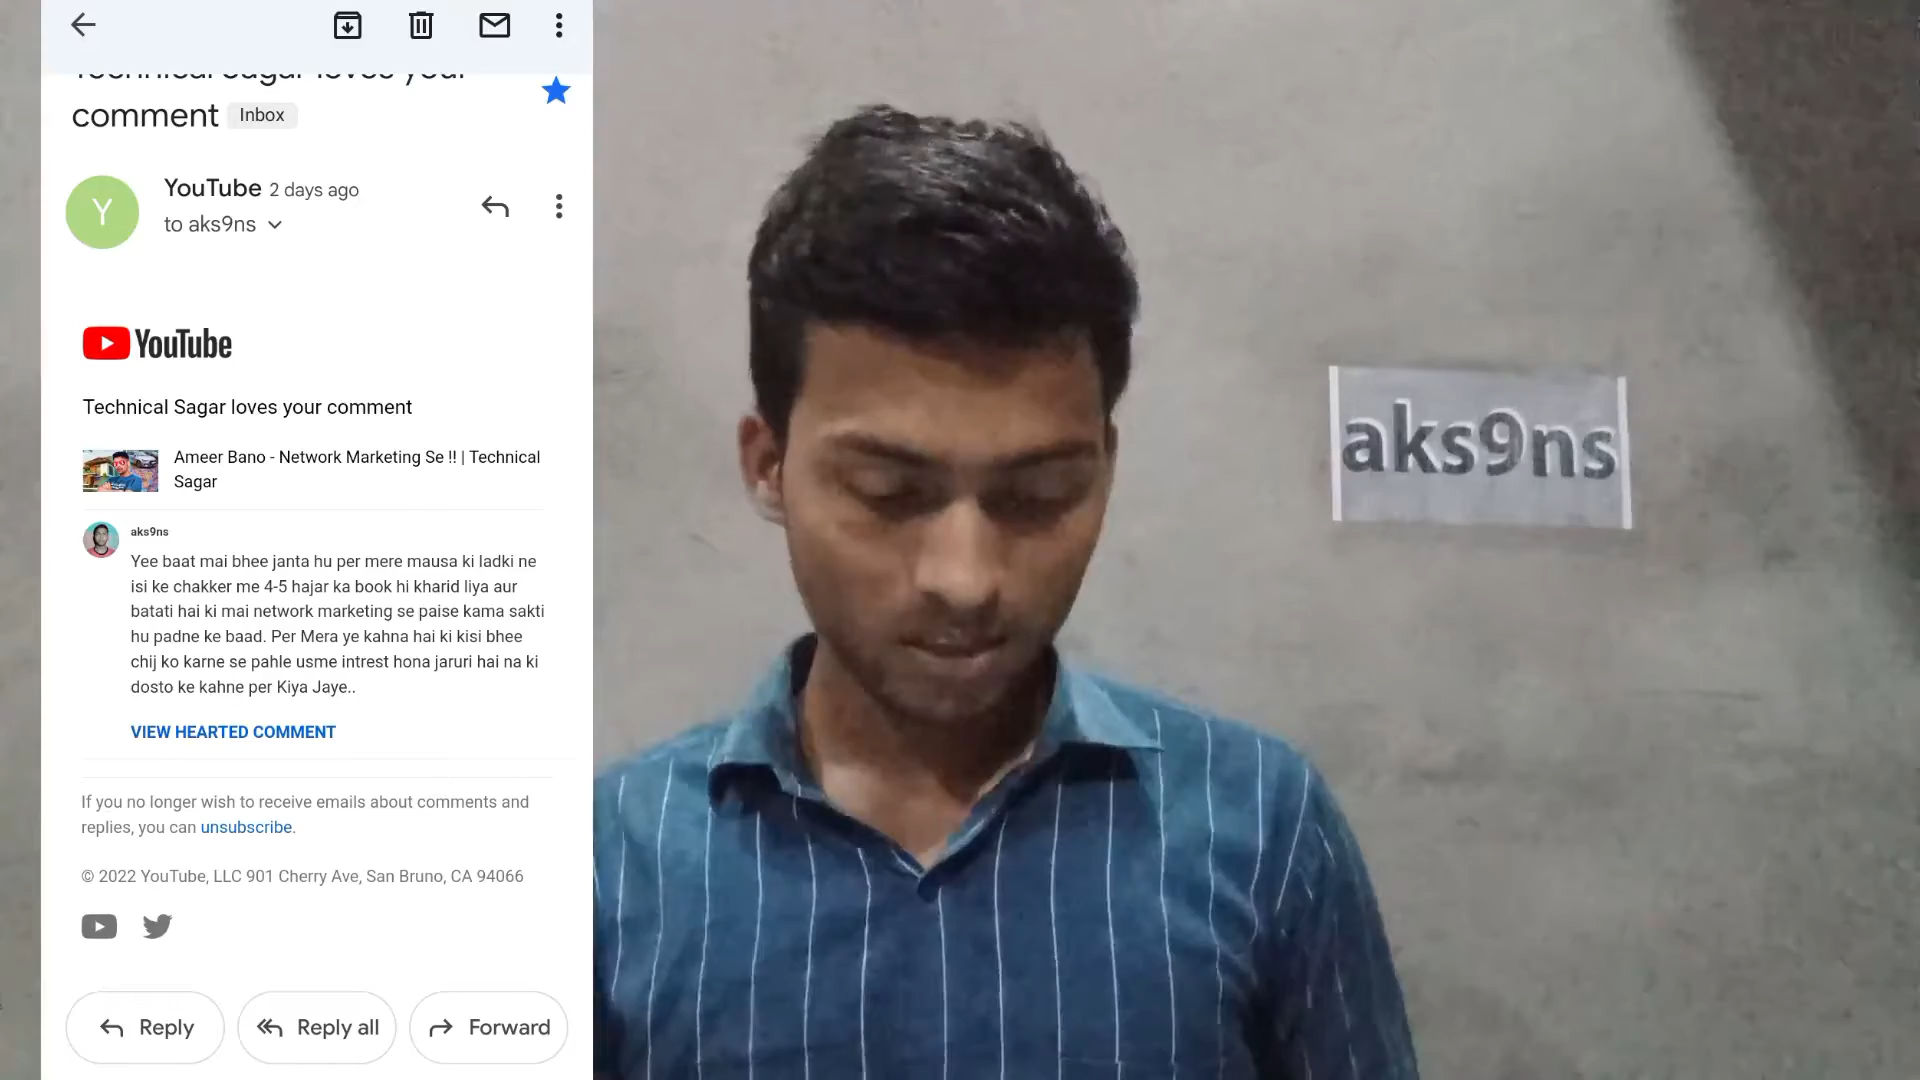 Technical Sagar loves your
comment Inbox
Y
YouTube 2 days ago
to aks9ns
YouTube
Technical Sagar loves your comment
Ameer Bano - Network Marketing Se !! | Technical
Sagar
aks9ns
Yee baat mai bhee janta hu per mere mausa ki ladki ne
isi ke chakker me 4-5 hajar ka book hi kharid liya aur
batati hai ki mai network marketing se paise kama sakti
hu padne ke baad. Per Mera ye kahna hai ki kisi bhee
chij ko karne se pahle usme intrest hona jaruri hai na ki
dosto ke kahne per Kiya Jaye..
VIEW HEARTED COMMENT
If you no longer wish to receive emails about comments and
replies, you can unsubscribe.
© 2022 YouTube, LLC 901 Cherry Ave, San Bruno, CA 94066
Reply
Reply all
Forward
aks9ns